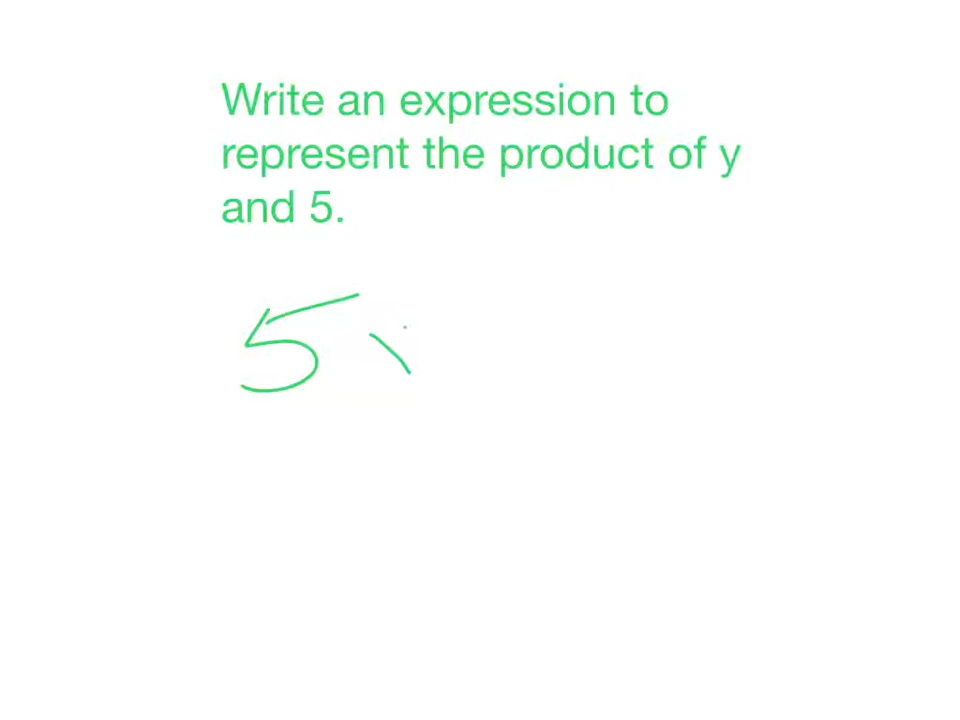 Write an expression to
represent the product of y
and 5.
5